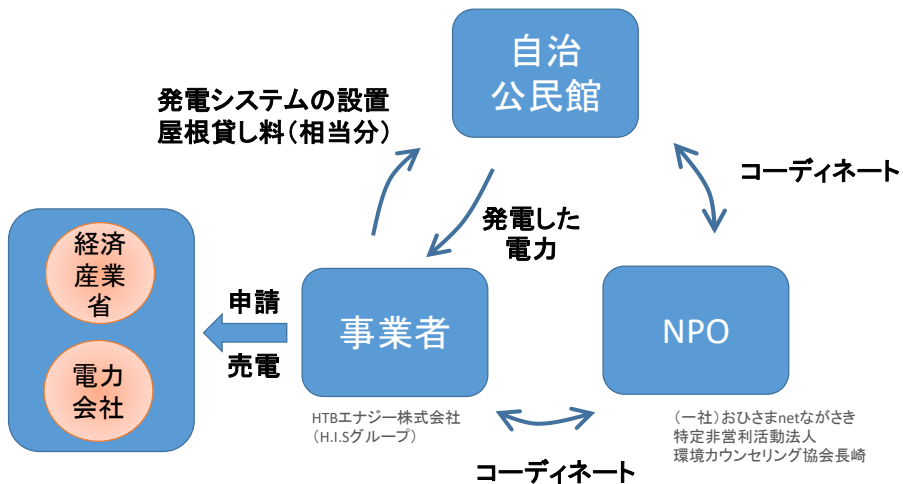 自治
公民館
発電システムの設置
屋根貸し料（相当分）
コーディネート
発電した
電力
経済
産業
省
電力
会社
申請
売電
事業者
NPO
HTBエナジー株式会社
（H.I.Sグループ）
（一社）おひさまnetながさき
特定非営利活動法人
環境カウンセリング協会長崎
コーディネート